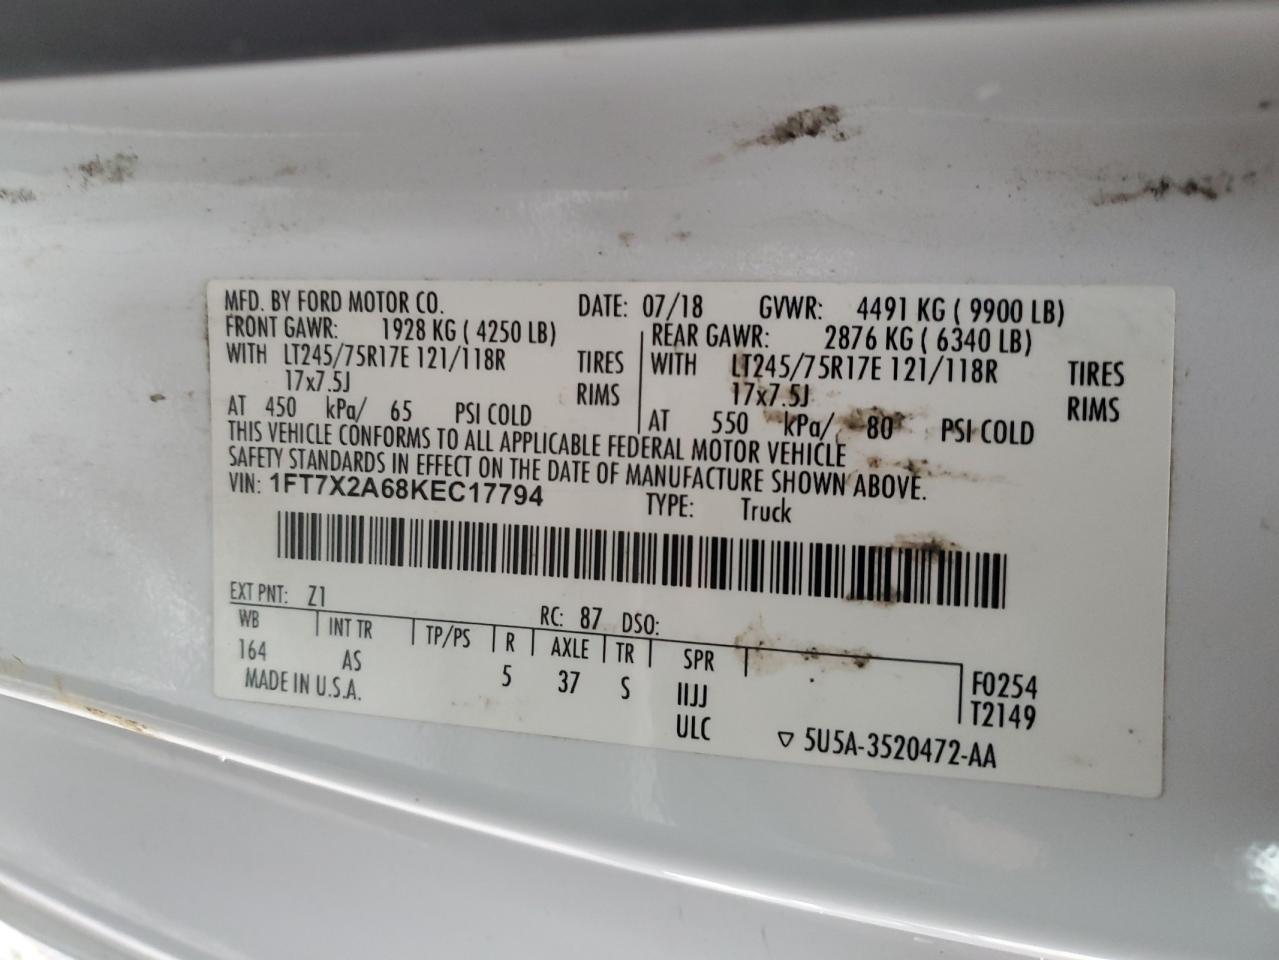 MFD. BY FORD MOTOR CO. DATE: 07/18 GVWR: 4491 KG ( 9900 LB)
FRONT GAWR: 1928 KG ( 4250 LB) REAR GAWR: 2876 KG ( 6340 LB)
WITH LT245/75R17E 121/118R TIRES WITH LT245/75R17E 121/118R TIRES
17x7.5J RIMS 17x7.5J RIMS
AT 450 kPa/ 65 PSI COLD AT 550 kPa/ 80 PSI COLD
THIS VEHICLE CONFORMS TO ALL APPLICABLE FEDERAL MOTOR VEHICLE
SAFETY STANDARDS IN EFFECT ON THE DATE OF MANUFACTURE SHOWN ABOVE.
VIN: 1FT7X2A68KEC17794 TYPE: Truck
EXT PNT: Z1 RC: 87 DSO:
WB INT TR TP/PS R AXLE TR SPR
164 AS 5 37 S IIJJ F0254
MADE IN U.S.A. ULC T2149
▽ 5U5A-3520472-AA